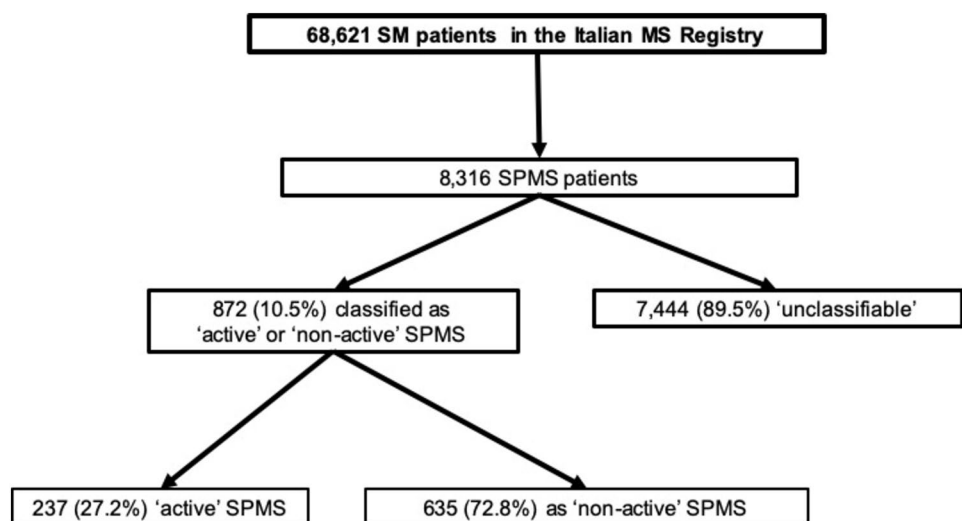 68,621 SM patients in the Italian MS Registry
8,316 SPMS patients
872 (10.5%) classified as
‘active’ or ‘non-active’ SPMS
7,444 (89.5%) ‘unclassifiable’
237 (27.2%) ‘active’ SPMS
635 (72.8%) as ‘non-active’ SPMS